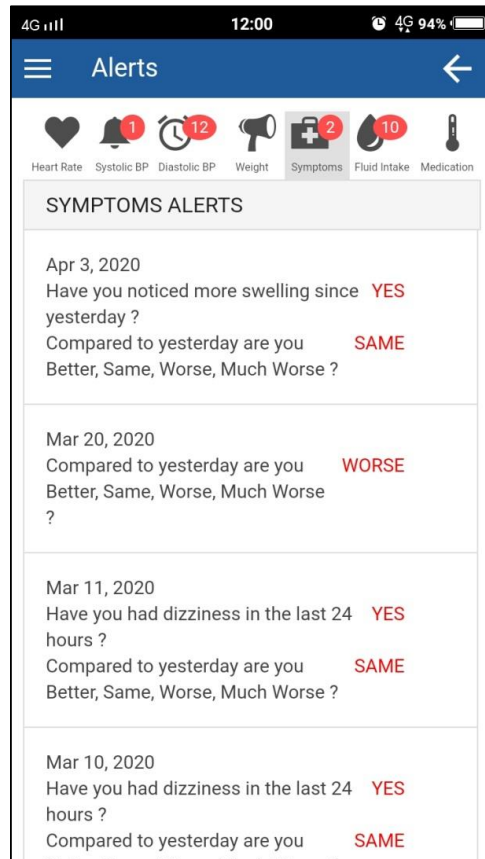 4G 12:00 4G 94%
Alerts
1 12 2 10
Heart Rate Systolic BP Diastolic BP Weight Symptoms Fluid Intake Medication
SYMPTOMS ALERTS
Apr 3, 2020
Have you noticed more swelling since YES
yesterday ?
Compared to yesterday are you SAME
Better, Same, Worse, Much Worse ?
Mar 20, 2020
Compared to yesterday are you WORSE
Better, Same, Worse, Much Worse
?
Mar 11, 2020
Have you had dizziness in the last 24 YES
hours ?
Compared to yesterday are you SAME
Better, Same, Worse, Much Worse ?
Mar 10, 2020
Have you had dizziness in the last 24 YES
hours ?
Compared to yesterday are you SAME